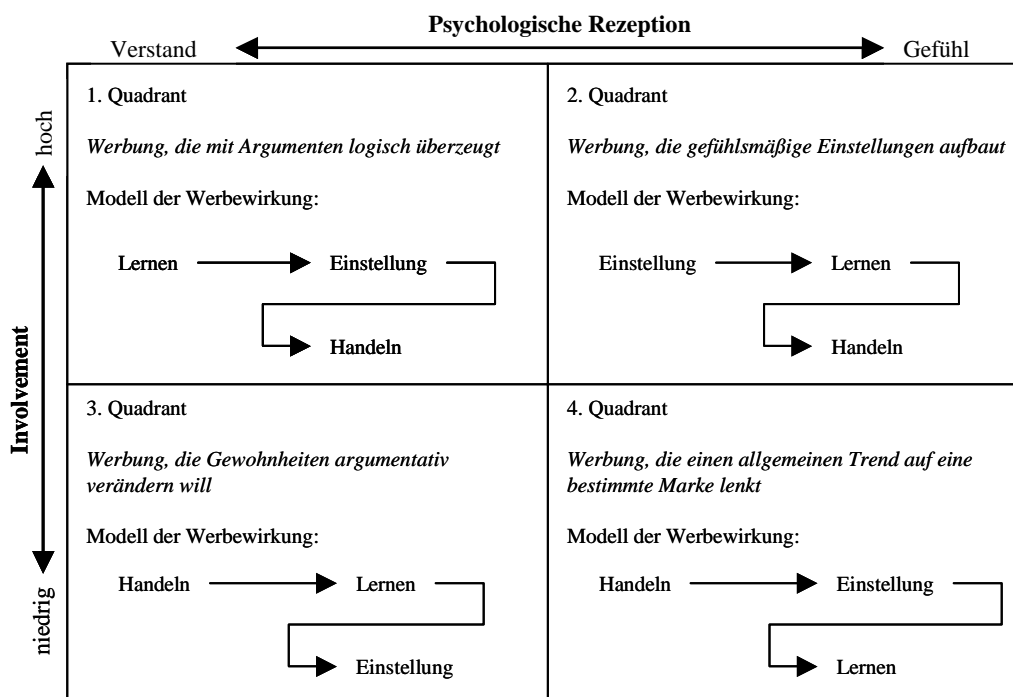 Psychologische Rezeption
Verstand
Gefühl
Involvement
hoch
niedrig
1. Quadrant
Werbung, die mit Argumenten logisch überzeugt
Modell der Werbewirkung:
Lernen
Einstellung
Handeln
2. Quadrant
Werbung, die gefühlsmäßige Einstellungen aufbaut
Modell der Werbewirkung:
Einstellung
Lernen
Handeln
3. Quadrant
Werbung, die Gewohnheiten argumentativ
verändern will
Modell der Werbewirkung:
Handeln
Lernen
Einstellung
4. Quadrant
Werbung, die einen allgemeinen Trend auf eine
bestimmte Marke lenkt
Modell der Werbewirkung:
Handeln
Einstellung
Lernen